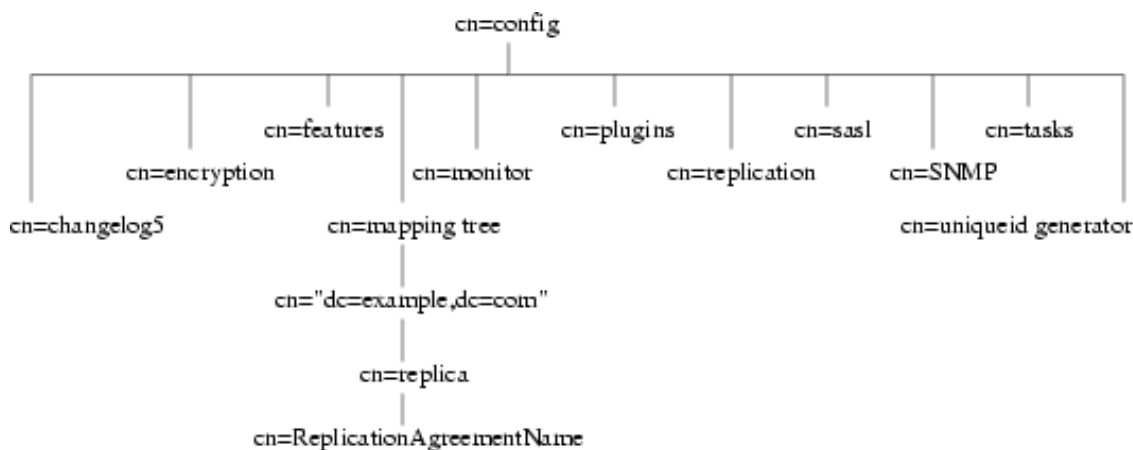 cn=config
cn=features
cn=plugins
cn=sasl
cn=tasks
cn=encryption
cn=monitor
cn=replication
cn=SNMP
cn=changelog5
cn=mapping tree
cn=uniqueid generator
cn="dc=example,dc=com"
cn=replica
cn=ReplicationAgreementName